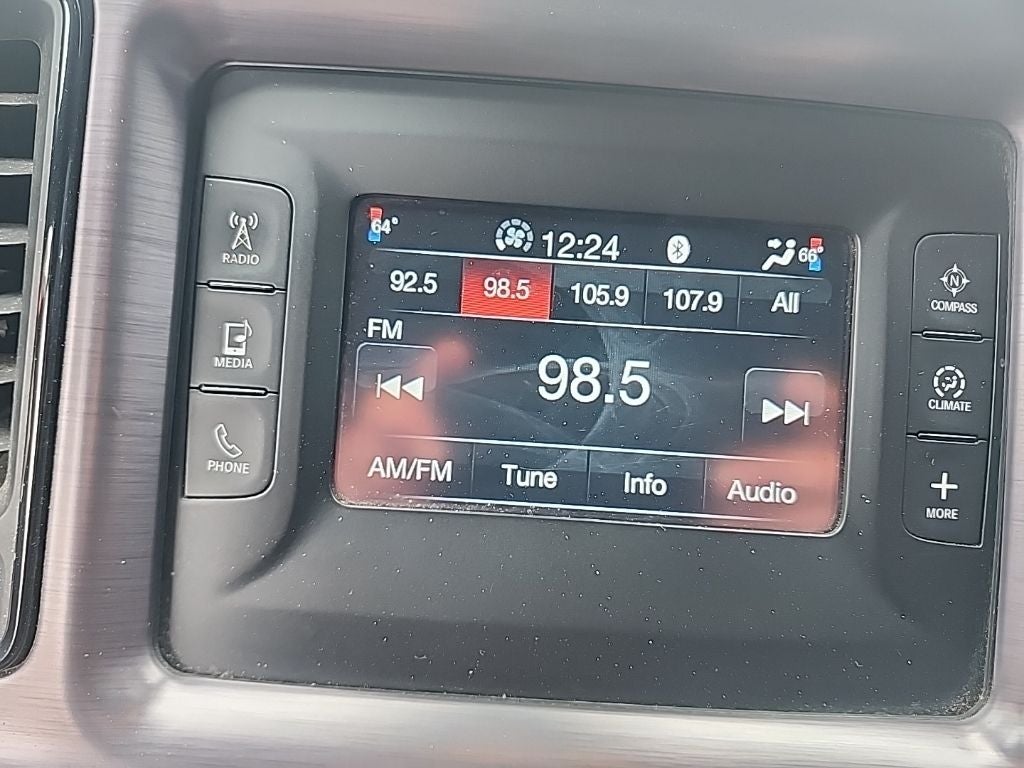 64°
12:24
66°
92.5
98.5
105.9
107.9
All
FM
98.5
AM/FM
Tune
Info
Audio
RADIO
MEDIA
PHONE
N
COMPASS
CLIMATE
MORE